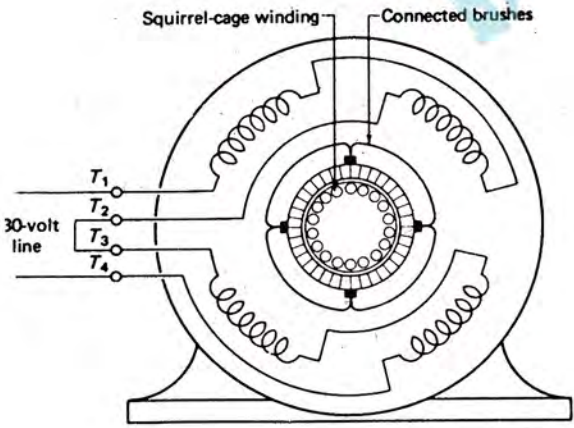 Squirrel-cage winding
Connected brushes
T1
T2
30-volt
line
T3
T4